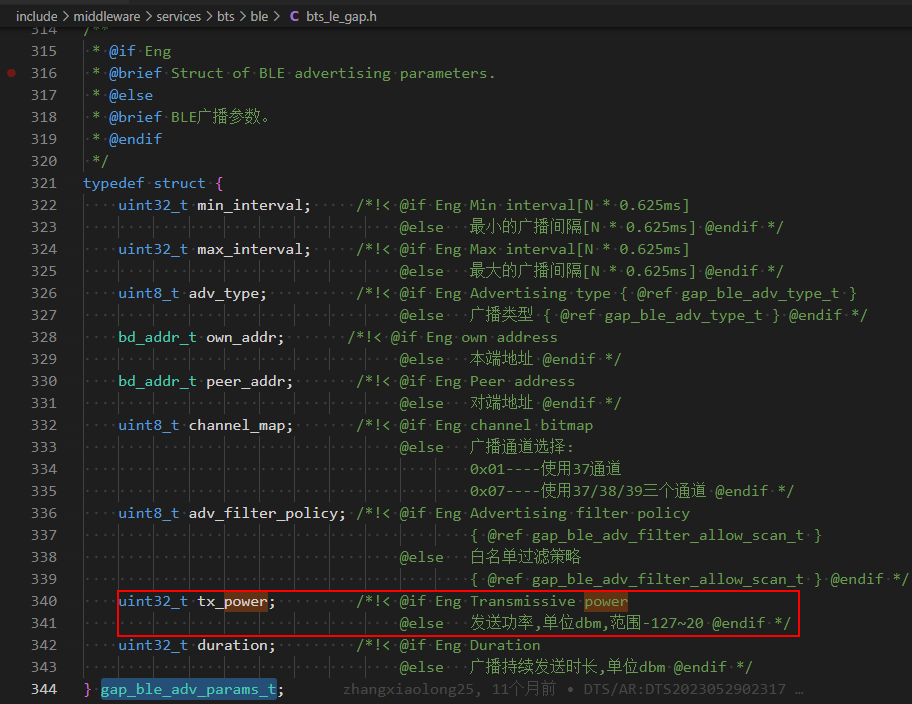 include > middleware > services > bts > ble > C bts_le_gap.h
314 /**
315 * @if Eng
316 * @brief Struct of BLE advertising parameters.
317 * @else
318 * @brief BLE广播参数。
319 * @endif
320 */
321 typedef struct {
322 uint32_t min_interval; /*!< @if Eng Min interval[N * 0.625ms]
323 @else 最小的广播间隔[N * 0.625ms] @endif */
324 uint32_t max_interval; /*!< @if Eng Max interval[N * 0.625ms]
325 @else 最大的广播间隔[N * 0.625ms] @endif */
326 uint8_t adv_type; /*!< @if Eng Advertising type { @ref gap_ble_adv_type_t }
327 @else 广播类型 { @ref gap_ble_adv_type_t } @endif */
328 bd_addr_t own_addr; /*!< @if Eng own address
329 @else 本端地址 @endif */
330 bd_addr_t peer_addr; /*!< @if Eng Peer address
331 @else 对端地址 @endif */
332 uint8_t channel_map; /*!< @if Eng channel bitmap
333 @else 广播通道选择:
334 0x01----使用37通道
335 0x07----使用37/38/39三个通道 @endif */
336 uint8_t adv_filter_policy; /*!< @if Eng Advertising filter policy
337 { @ref gap_ble_adv_filter_allow_scan_t }
338 @else 白名单过滤策略
339 { @ref gap_ble_adv_filter_allow_scan_t } @endif */
340 uint32_t tx_power; /*!< @if Eng Transmissive power
341 @else 发送功率,单位dbm,范围-127~20 @endif */
342 uint32_t duration; /*!< @if Eng Duration
343 @else 广播持续发送时长,单位dbm @endif */
344 } gap_ble_adv_params_t; zhangxiaolong25, 11个月前 • DTS/AR:DTS2023052902317 …